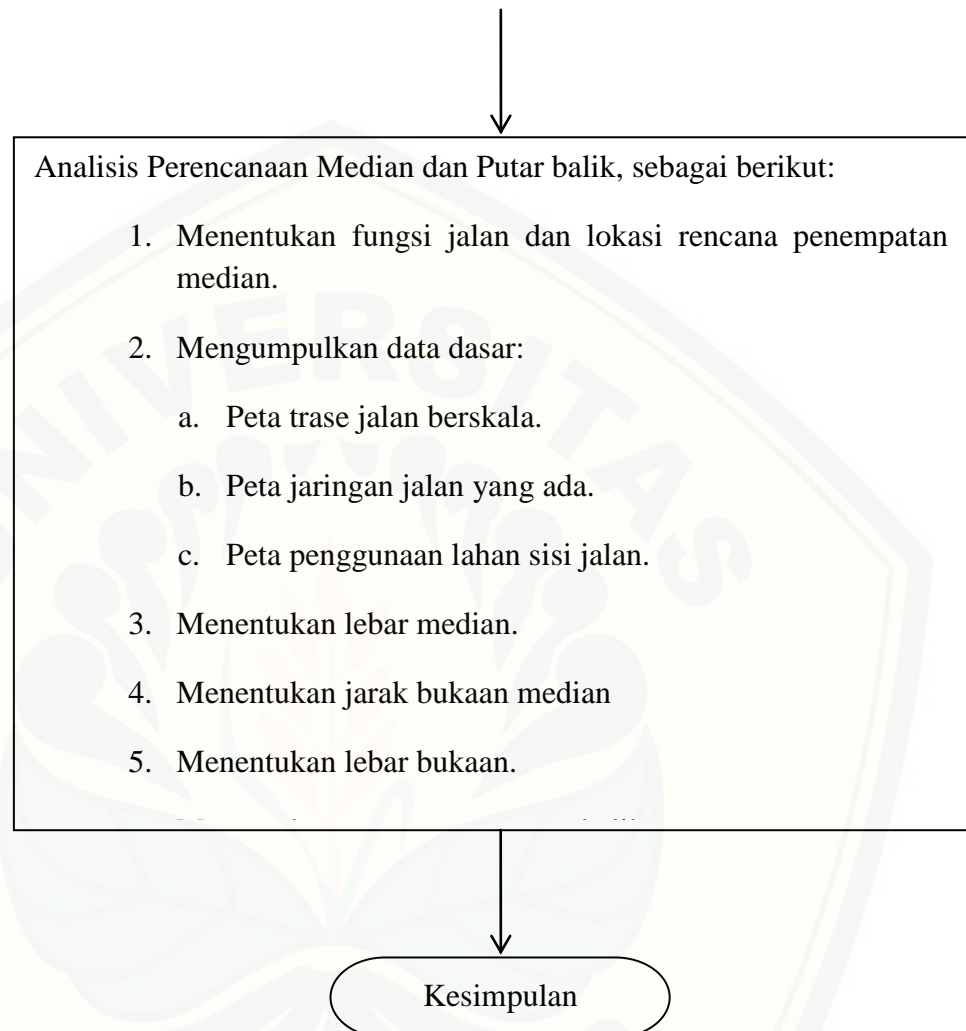 Analisis Perencanaan Median dan Putar balik, sebagai berikut:
1. Menentukan fungsi jalan dan lokasi rencana penempatan
median.
2. Mengumpulkan data dasar:
a. Peta trase jalan berskala.
b. Peta jaringan jalan yang ada.
c. Peta penggunaan lahan sisi jalan.
3. Menentukan lebar median.
4. Menentukan jarak bukaan median
5. Menentukan lebar bukaan.
Kesimpulan
UNIVERSITAS